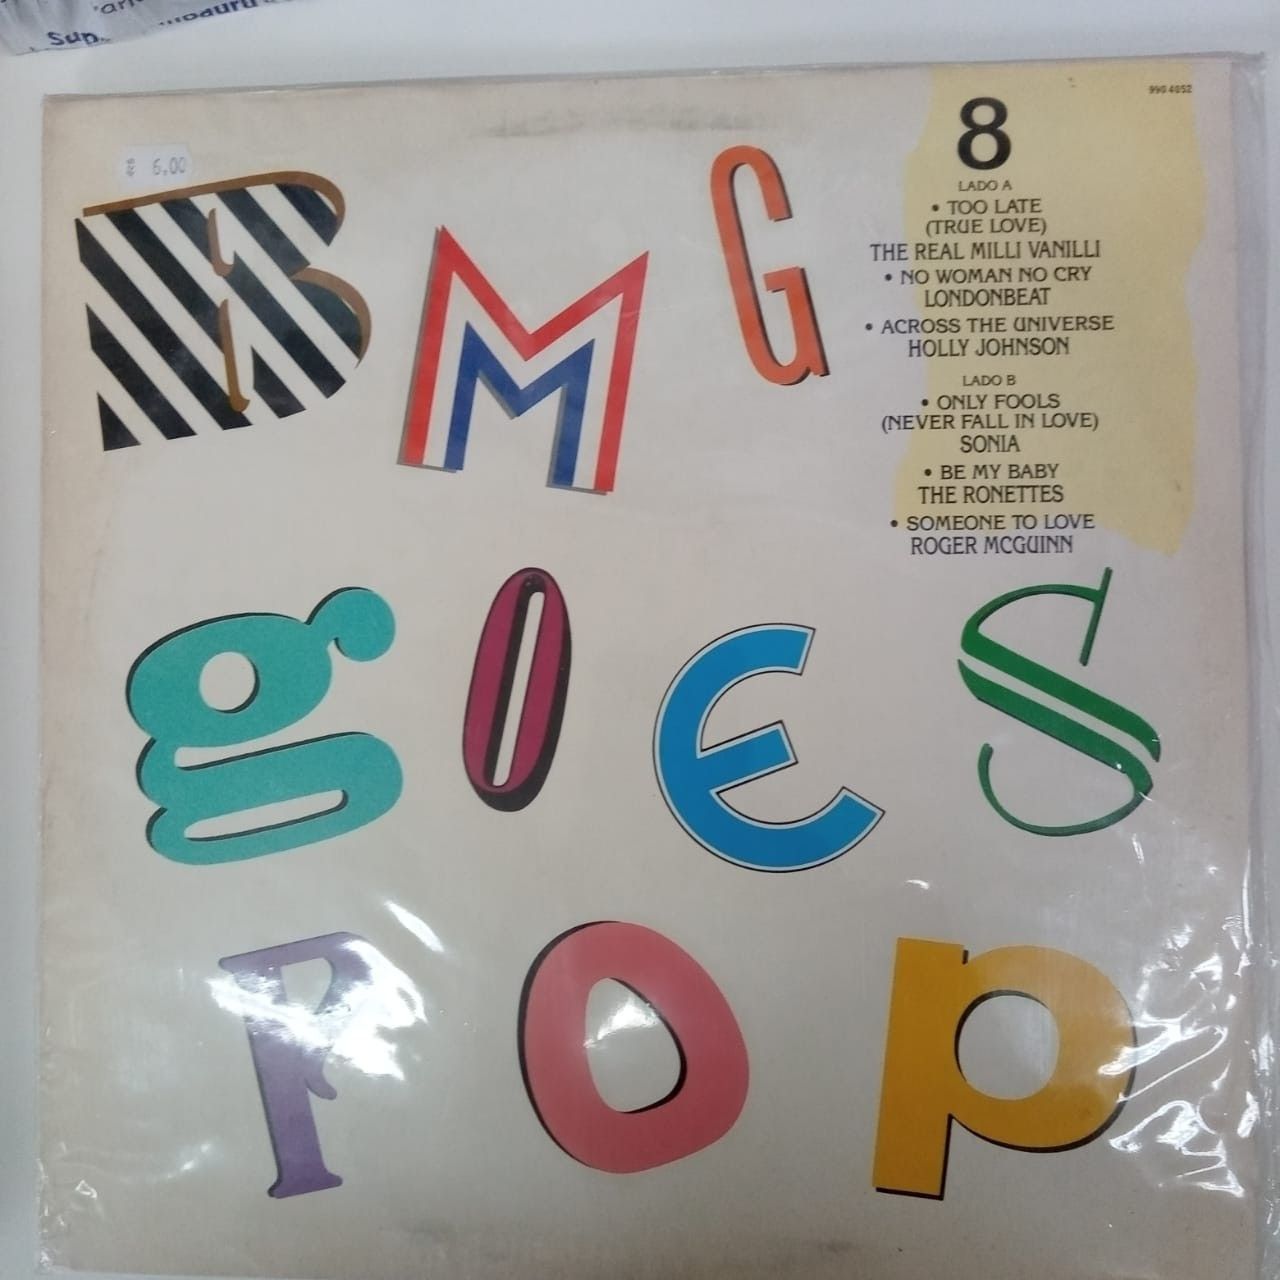 Sup.
6,00
990 4052
BMG
8
LADO A
• TOO LATE
(TRUE LOVE)
THE REAL MILLI VANILLI
• NO WOMAN NO CRY
LONDONBEAT
• ACROSS THE UNIVERSE
HOLLY JOHNSON
LADO B
• ONLY FOOLS
(NEVER FALL IN LOVE)
SONIA
• BE MY BABY
THE RONETTES
• SOMEONE TO LOVE
ROGER MCGUINN
gOES
POp